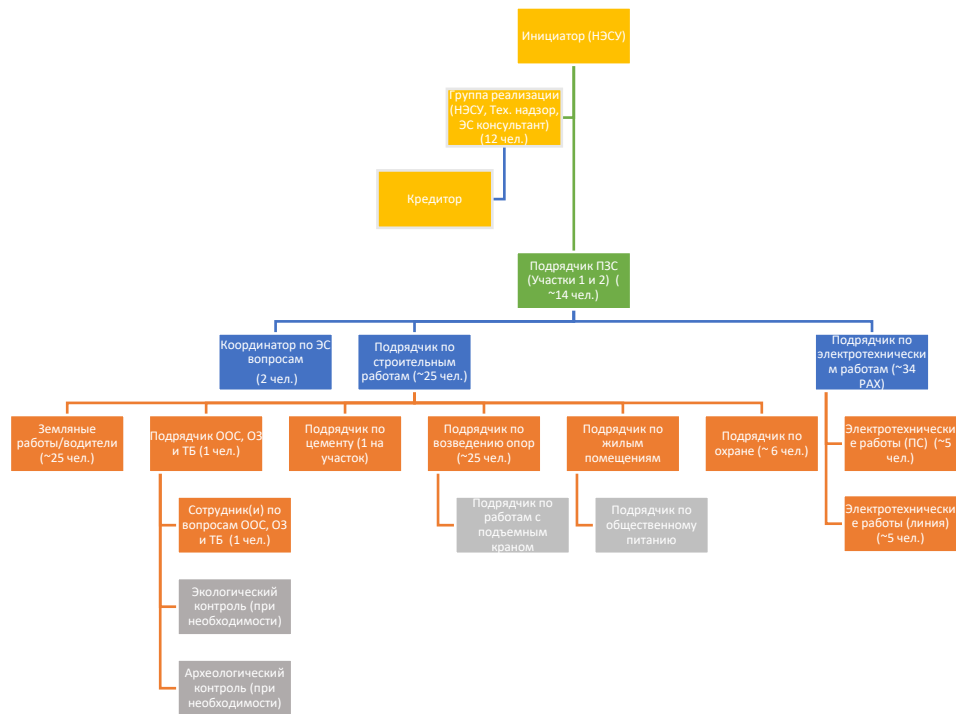 Инициатор (НЭСУ)
Группа реализации
(НЭСУ, Тех. надзор,
ЭС консультант)
(12 чел.)
Кредитор
Подрядчик ПЗС
(Участки 1 и 2) (
~14 чел.)
Координатор по ЭС
вопросам
(2 чел.)
Подрядчик по
строительным
работам (~25 чел.)
Подрядчик по
электротехнически
м работам (~34
PAX)
Земляные
работы/водители
(~25 чел.)
Подрядчик ООС, ОЗ
и ТБ (1 чел.)
Подрядчик по
цементу (1 на
участок)
Подрядчик по
возведению опор
(~25 чел.)
Подрядчик по
жилым
помещениям
Подрядчик по
охране (~ 6 чел.)
Электротехнически
е работы (ПС) (~5
чел.)
Сотрудник(и) по
вопросам ООС, ОЗ
и ТБ (1 чел.)
Подрядчик по
работам с
подъемным
краном
Подрядчик по
общественному
питанию
Электротехнически
е работы (линия)
(~5 чел.)
Экологический
контроль (при
необходимости)
Археологический
контроль (при
необходимости)